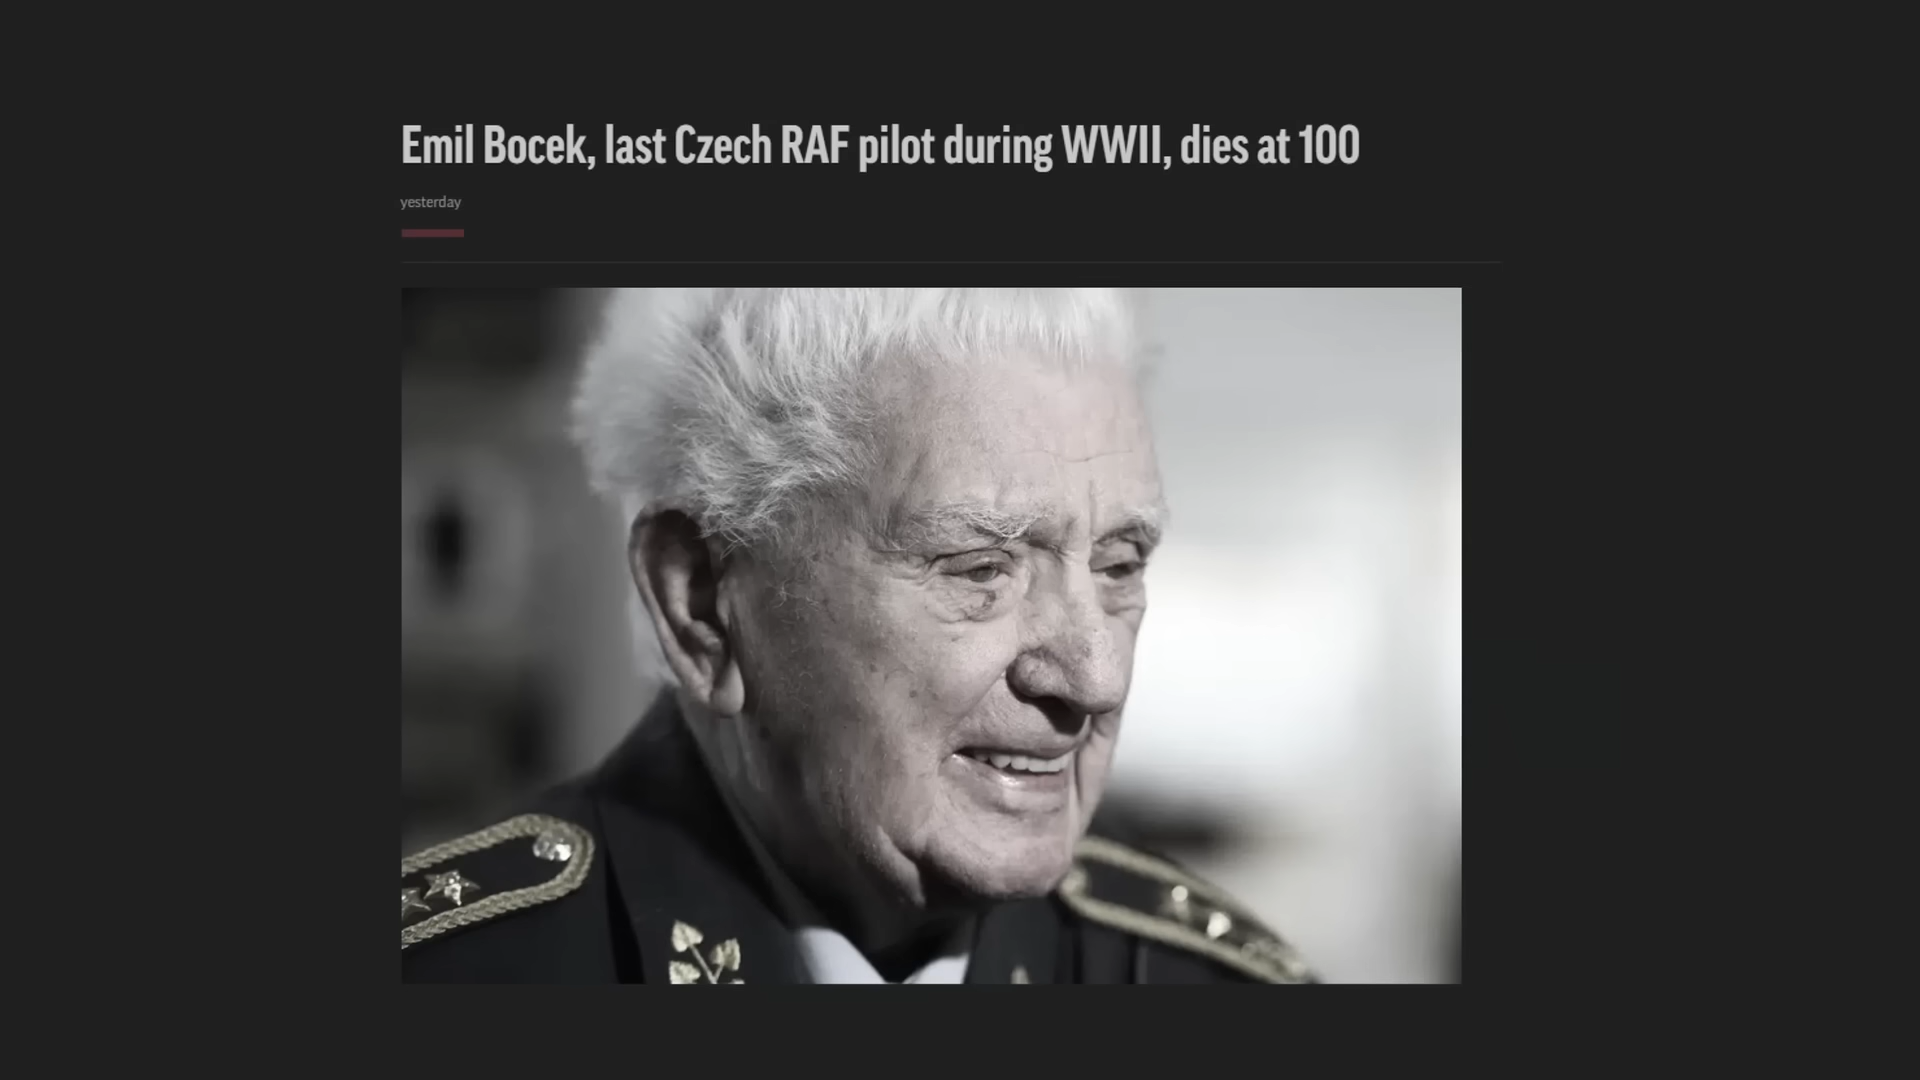 Emil Bocek, last Czech RAF pilot during WWII, dies at 100
yesterday